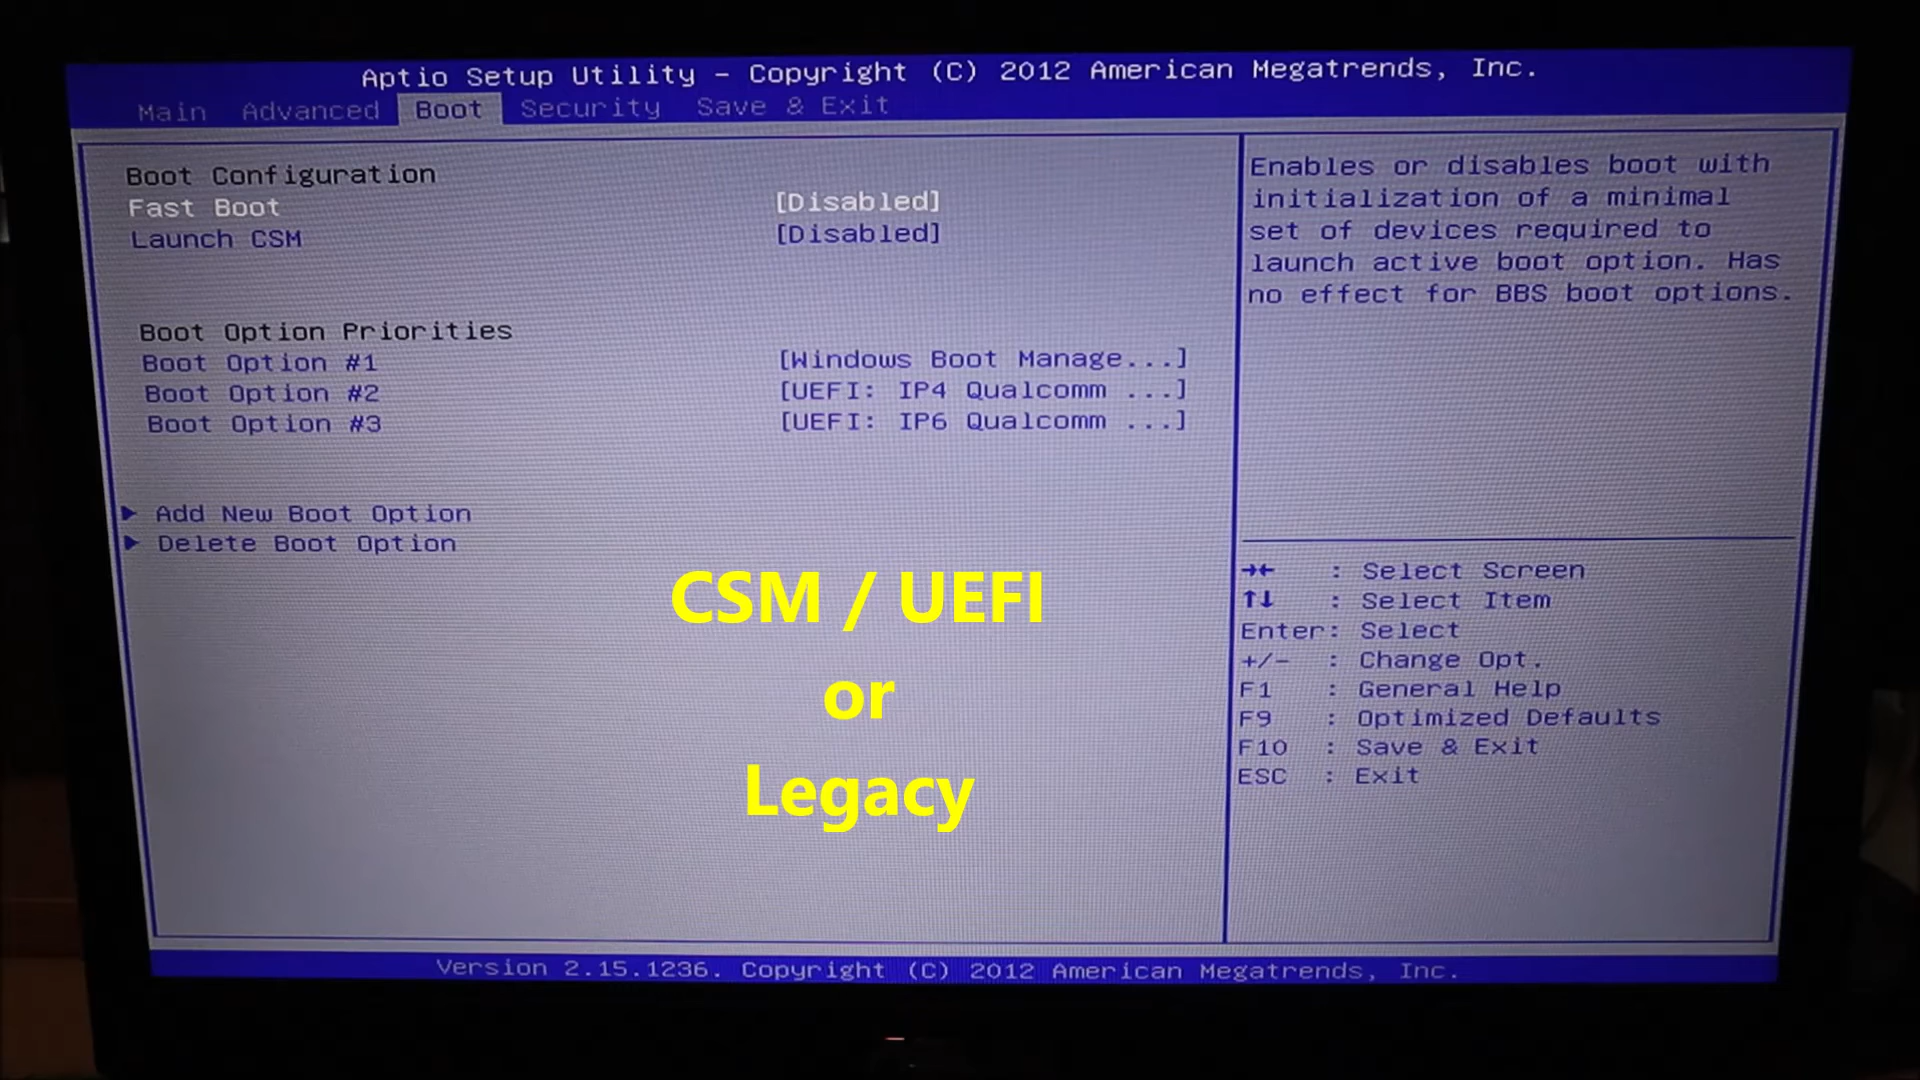 Aptio Setup Utility – Copyright (C) 2012 American Megatrends, Inc.
Main Advanced Boot Security Save & Exit
Boot Configuration
Fast Boot [Disabled]
Launch CSM [Disabled]
Boot Option Priorities
Boot Option #1 [Windows Boot Manage...]
Boot Option #2 [UEFI: IP4 Qualcomm ...]
Boot Option #3 [UEFI: IP6 Qualcomm ...]
Add New Boot Option
Delete Boot Option
Enables or disables boot with
initialization of a minimal
set of devices required to
launch active boot option. Has
no effect for BBS boot options.
→← : Select Screen
↑↓ : Select Item
Enter: Select
+/– : Change Opt.
F1 : General Help
F9 : Optimized Defaults
F10 : Save & Exit
ESC : Exit
CSM / UEFI
or
Legacy
Version 2.15.1236. Copyright (C) 2012 American Megatrends, Inc.